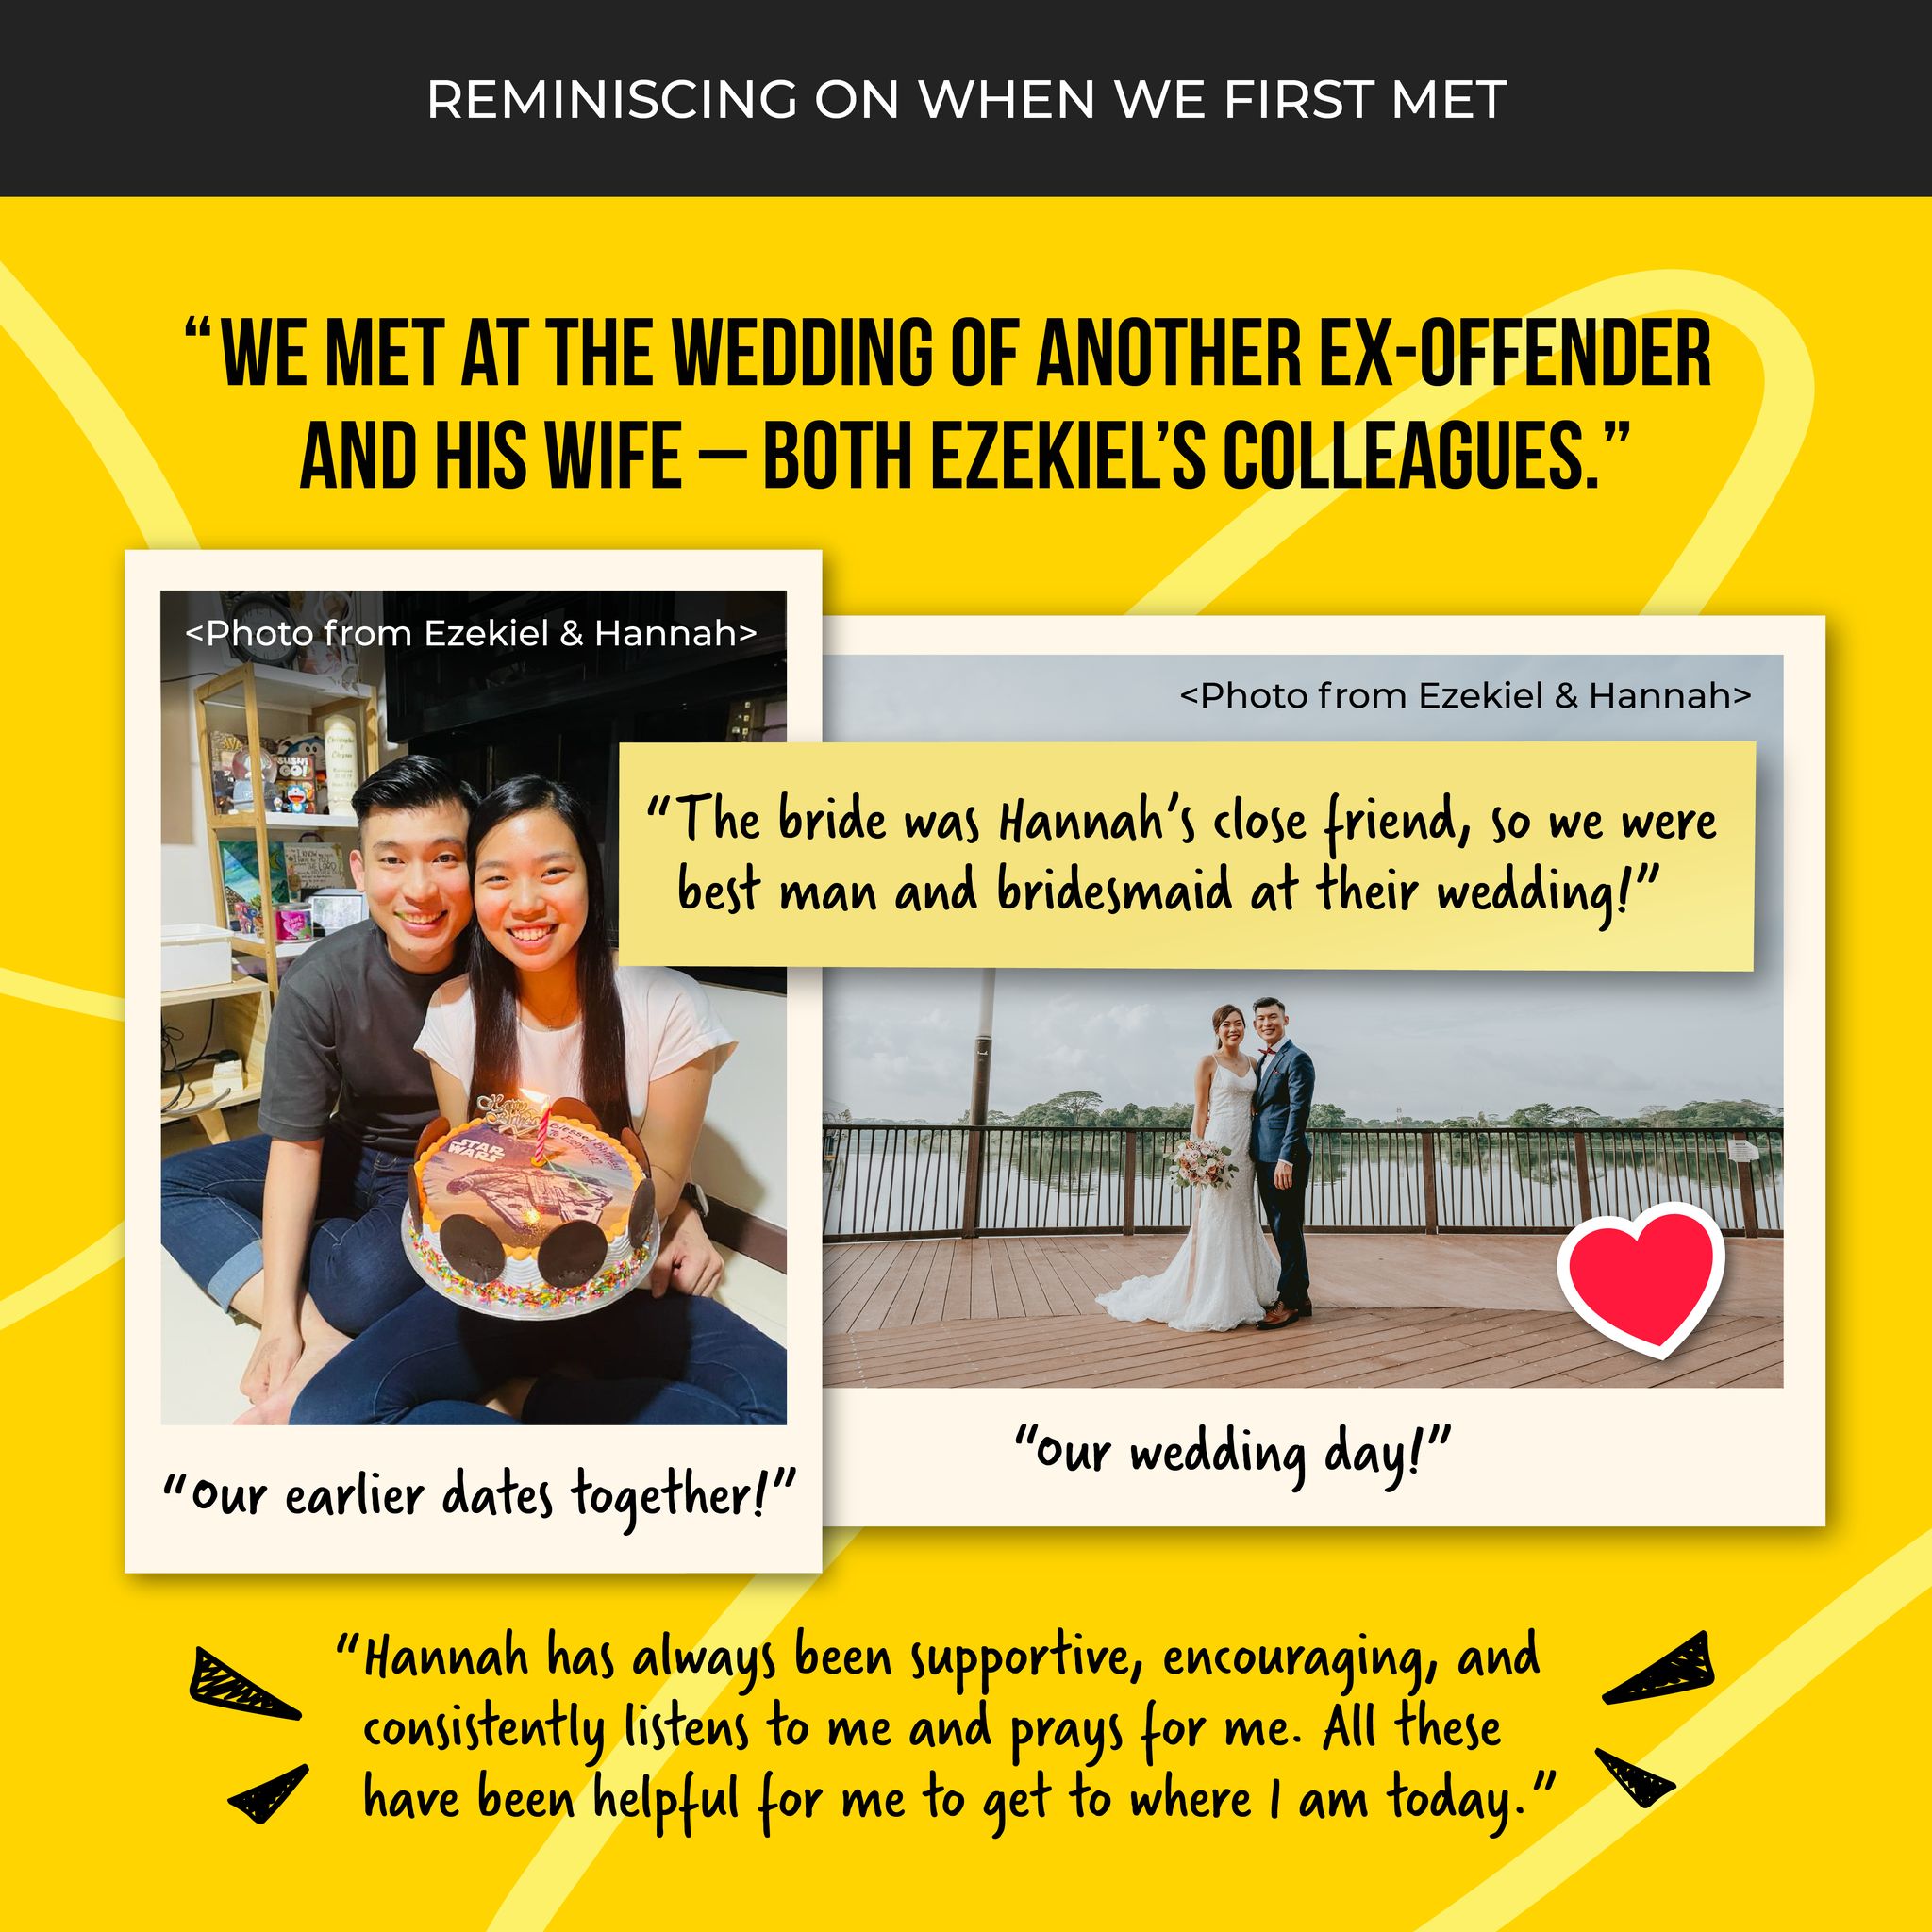 REMINISCING ON WHEN WE FIRST MET
“WE MET AT THE WEDDING OF ANOTHER EX-OFFENDER
AND HIS WIFE – BOTH EZEKIEL’S COLLEAGUES.”
<Photo from Ezekiel & Hannah>
<Photo from Ezekiel & Hannah>
“The bride was Hannah’s close friend, so we were
best man and bridesmaid at their wedding!”
SUSHI
GO!
STAR
WARS
“Our earlier dates together!”
“Our wedding day!”
“Hannah has always been supportive, encouraging, and
consistently listens to me and prays for me. All these
have been helpful for me to get to where I am today.”